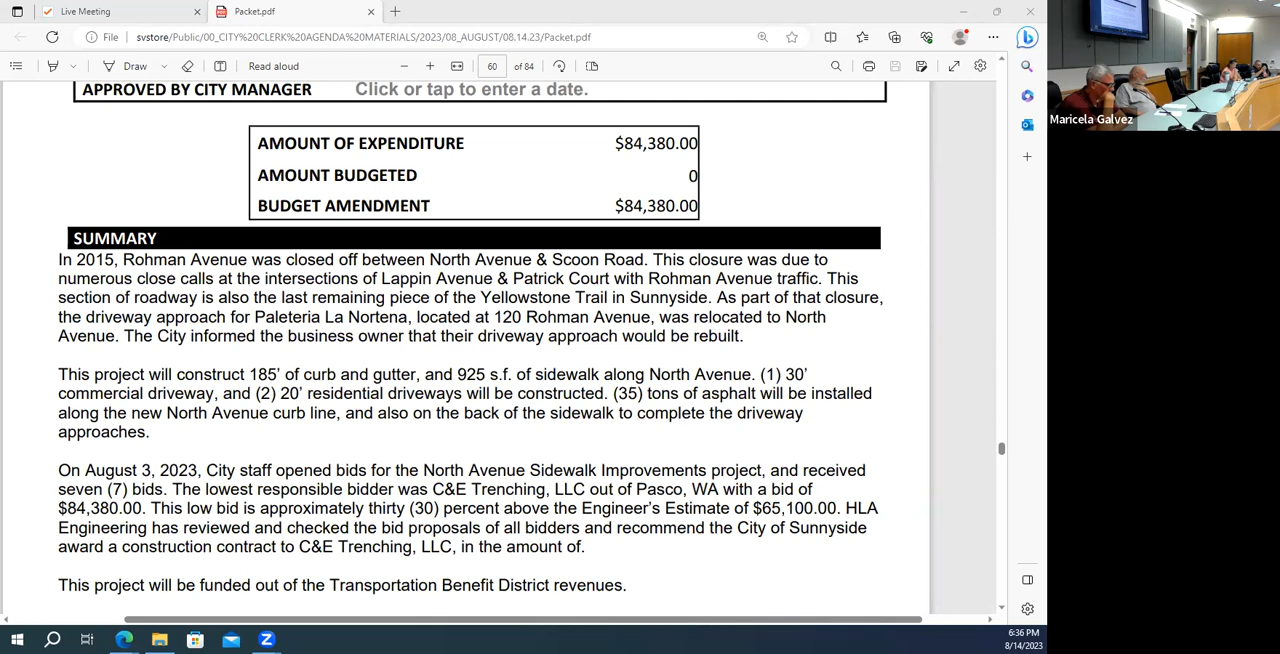 Live Meeting
Packet.pdf
File
svstore/Public/00_CITY%20CLERK%20AGENDA%20MATERIALS/2023/08_AUGUST/08.14.23/Packet.pdf
Draw
Read aloud
60 of 84
APPROVED BY CITY MANAGER Click or tap to enter a date.
AMOUNT OF EXPENDITURE $84,380.00
AMOUNT BUDGETED 0
BUDGET AMENDMENT $84,380.00
SUMMARY
In 2015, Rohman Avenue was closed off between North Avenue & Scoon Road. This closure was due to
numerous close calls at the intersections of Lappin Avenue & Patrick Court with Rohman Avenue traffic. This
section of roadway is also the last remaining piece of the Yellowstone Trail in Sunnyside. As part of that closure,
the driveway approach for Paleteria La Nortena, located at 120 Rohman Avenue, was relocated to North
Avenue. The City informed the business owner that their driveway approach would be rebuilt.
This project will construct 185' of curb and gutter, and 925 s.f. of sidewalk along North Avenue. (1) 30'
commercial driveway, and (2) 20' residential driveways will be constructed. (35) tons of asphalt will be installed
along the new North Avenue curb line, and also on the back of the sidewalk to complete the driveway
approaches.
On August 3, 2023, City staff opened bids for the North Avenue Sidewalk Improvements project, and received
seven (7) bids. The lowest responsible bidder was C&E Trenching, LLC out of Pasco, WA with a bid of
$84,380.00. This low bid is approximately thirty (30) percent above the Engineer's Estimate of $65,100.00. HLA
Engineering has reviewed and checked the bid proposals of all bidders and recommend the City of Sunnyside
award a construction contract to C&E Trenching, LLC, in the amount of.
This project will be funded out of the Transportation Benefit District revenues.
Maricela Galvez
6:36 PM
8/14/2023